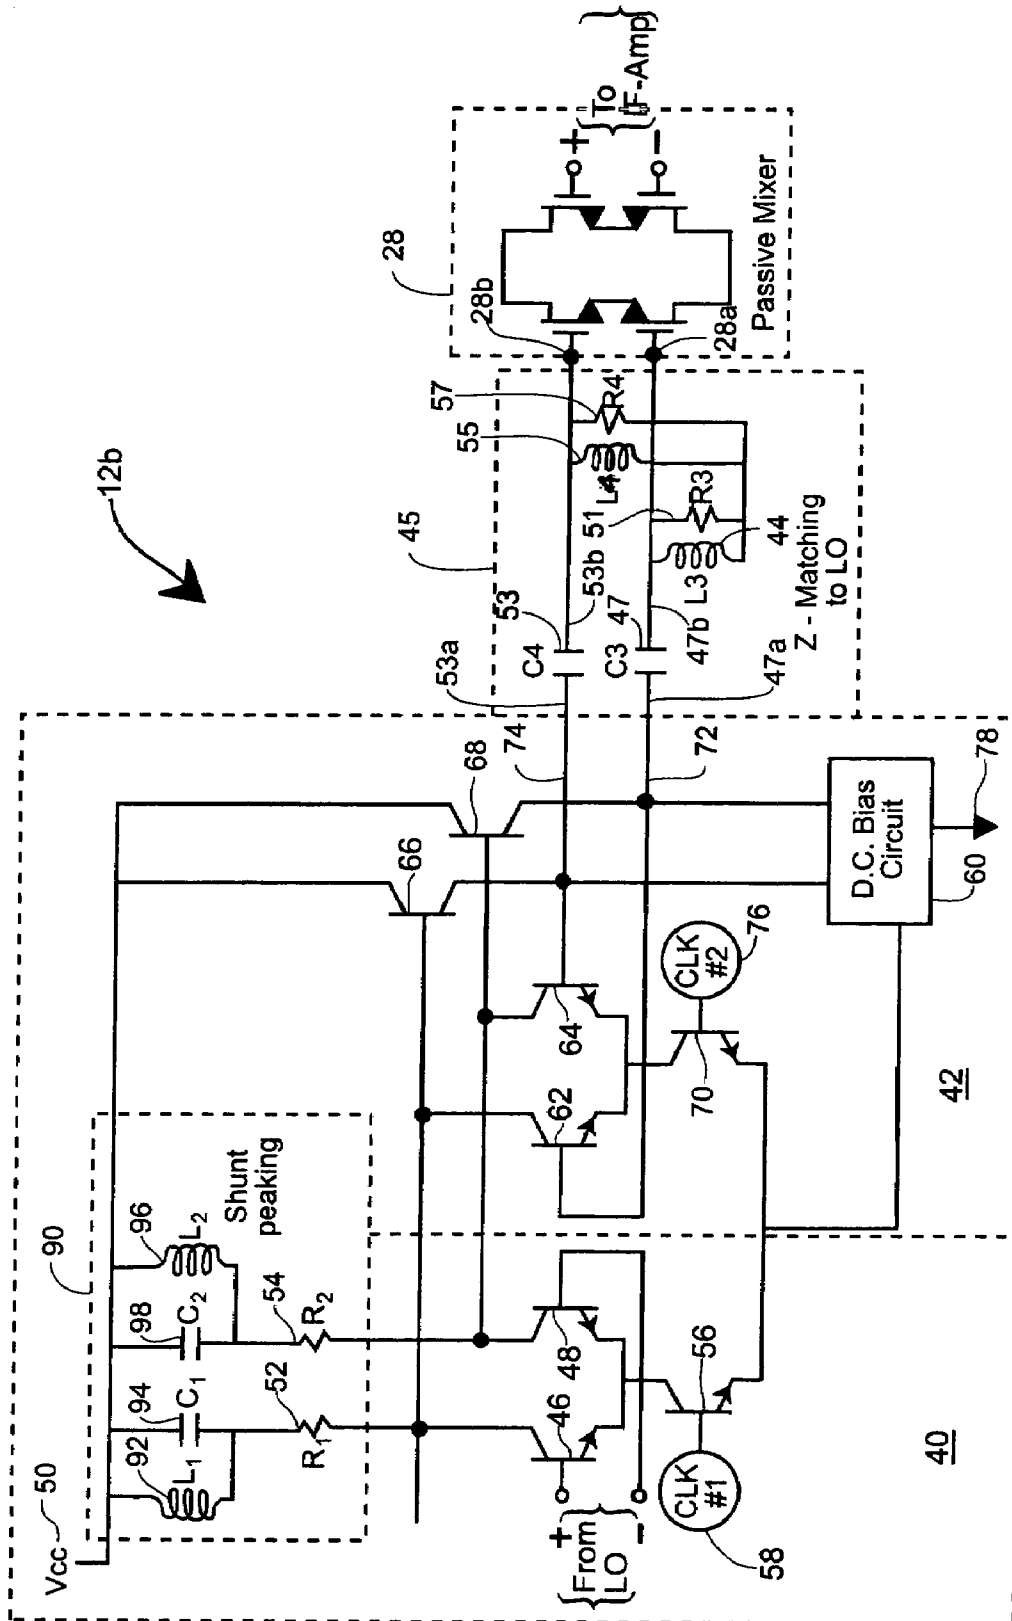 12b
Vcc
50
90
92
L1
94
C1
98
C2
96
L2
Shunt
peaking
52
R1
54
R2
66
68
74
72
53a
53
C4
53b
45
55
57
L4
R4
51
R3
47
C3
47b
L3
44
47a
Z - Matching
to LO
28
28b
28a
Passive Mixer
+
-
To
IF-Amp
+
From
LO
-
46
48
62
64
CLK
#1
58
56
CLK
#2
76
70
D.C. Bias
Circuit
60
78
40
42